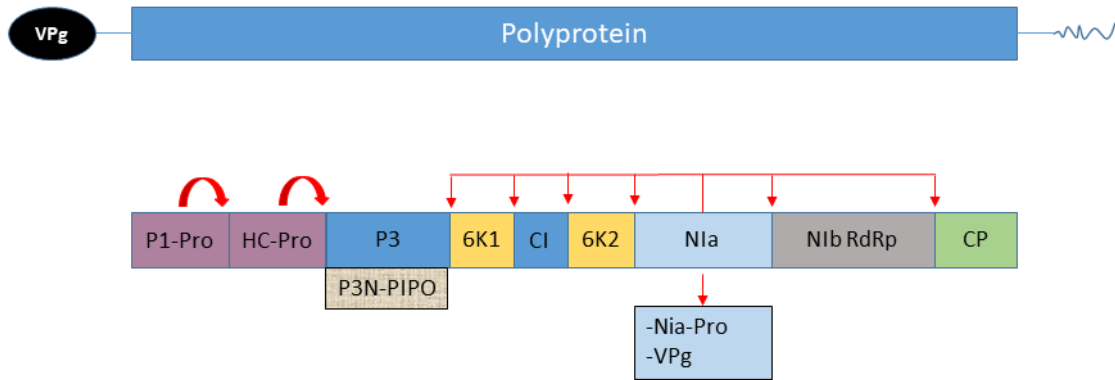 VPg
Polyprotein
P1-Pro
HC-Pro
P3
6K1
CI
6K2
NIa
NIb RdRp
CP
P3N-PIPO
-Nia-Pro
-VPg